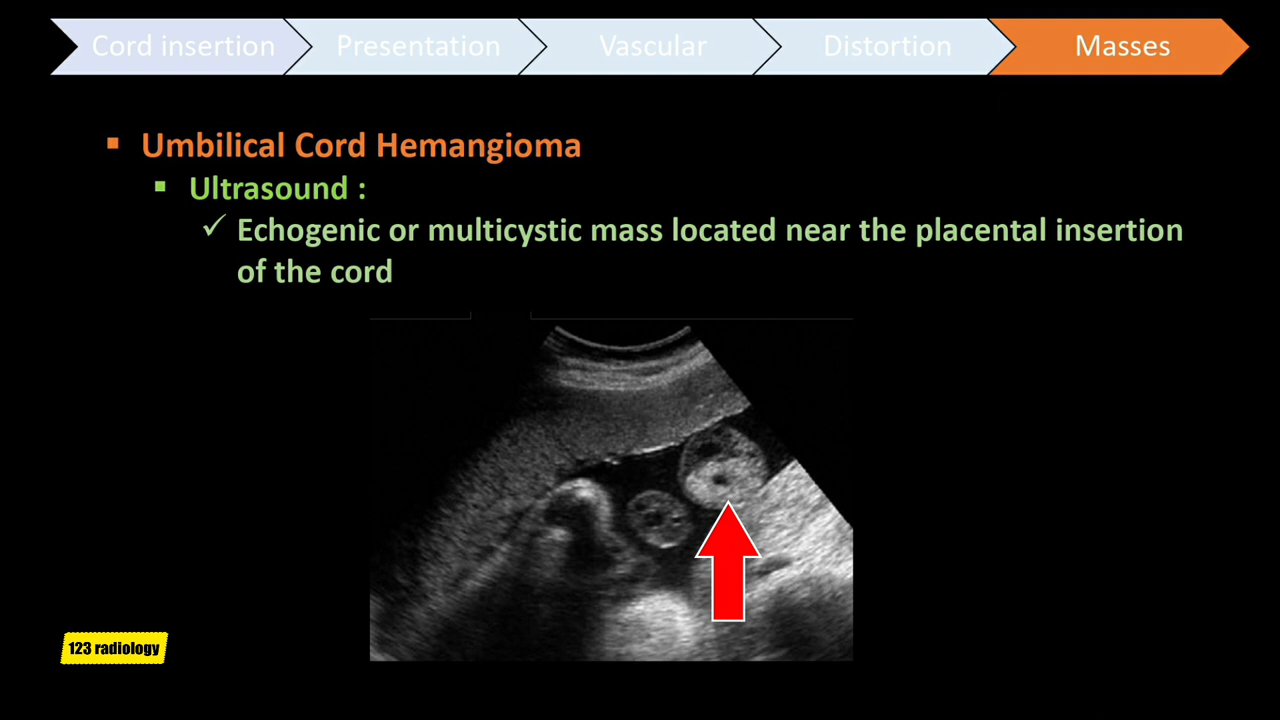 Cord insertion
Presentation
Vascular
Distortion
Masses
Umbilical Cord Hemangioma
Ultrasound :
Echogenic or multicystic mass located near the placental insertion
of the cord
123 radiology